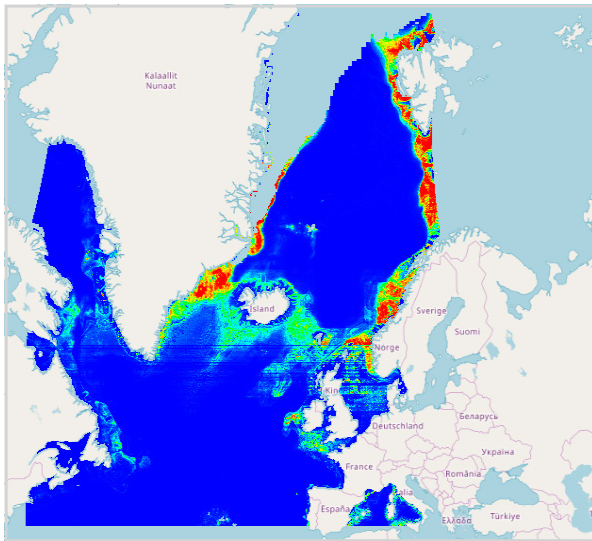 Kalaallit
Nunaat
Ísland
Sverige
Suomi
Norge
Беларусь
Deutschland
Україна
France
România
España
Ελλάδα
Türkiye